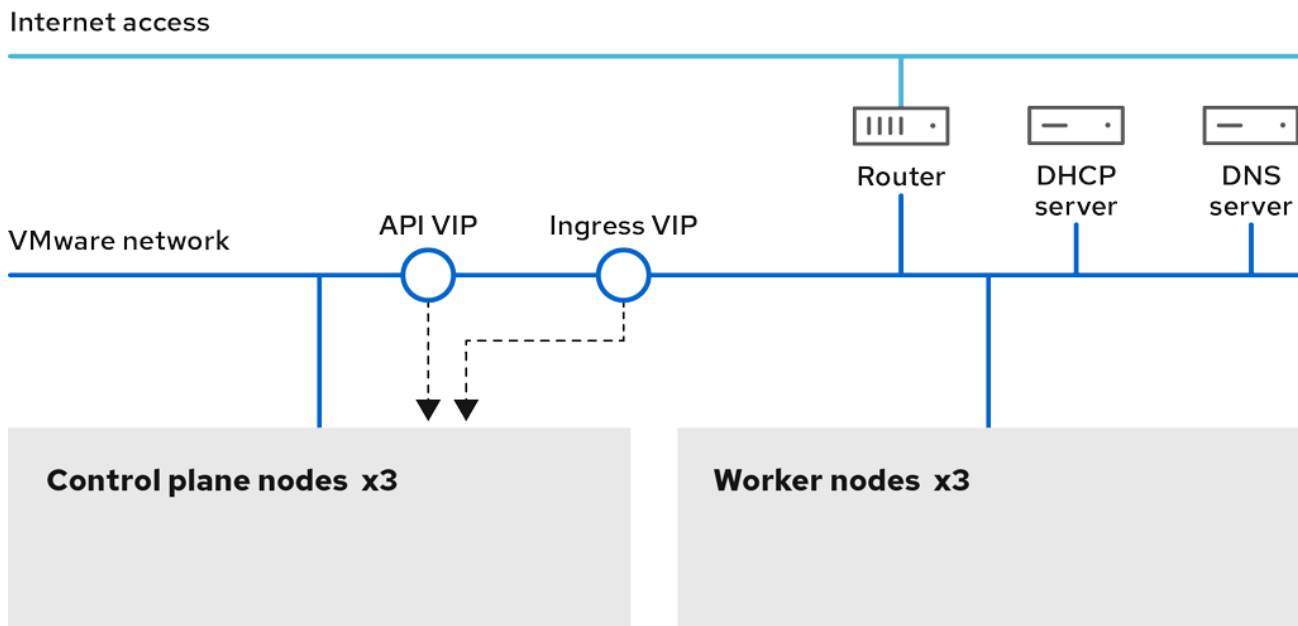 Internet access
Router
DHCP
server
DNS
server
VMware network
API VIP
Ingress VIP
Control plane nodes x3
Worker nodes x3